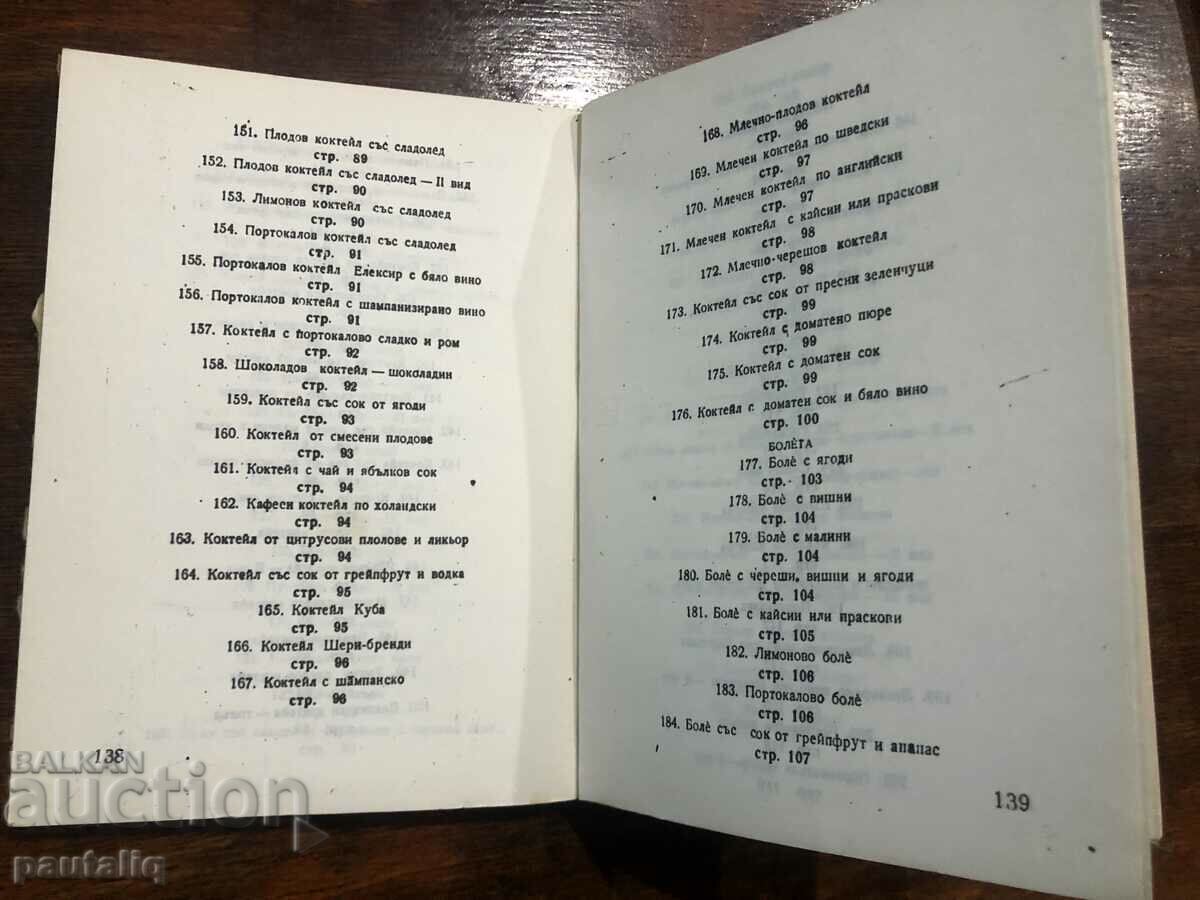 151. Плодов коктейл със сладолед
стр. 89
152. Плодов коктейл със сладолед — II вид
стр. 90
153. Лимонов коктейл със сладолед
стр. 90
154. Портокалов коктейл със сладолед
стр. 91
155. Портокалов коктейл Елексир с бяло вино
стр. 91
156. Портокалов коктейл с шампанизирано вино
стр. 91
157. Коктейл с портокалово сладко и ром
стр. 92
158. Шоколадов коктейл — шоколадин
стр. 92
159. Коктейл със сок от ягоди
стр. 93
160. Коктейл от смесени плодове
стр. 93
161. Коктейл с чай и ябълков сок
стр. 94
162. Кафеен коктейл по холандски
стр. 94
163. Коктейл от цитрусови плолове и ликьор
стр. 94
164. Коктейл със сок от грейпфрут и водка
стр. 95
165. Коктейл Куба
стр. 95
166. Коктейл Шери-бренди
стр. 96
167. Коктейл с шампанско
стр. 96
138
168. Млечно-плодов коктейл
стр. 96
169. Млечен коктейл по шведски
стр. 97
170. Млечен коктейл по английски
стр. 97
171. Млечен коктейл с кайсии или праскови
стр. 98
172. Млечно-черешов коктейл
стр. 98
173. Коктейл със сок от пресни зеленчуци
стр. 99
174. Коктейл с доматено пюре
стр. 99
175. Коктейл с доматен сок
стр. 99
176. Коктейл с доматен сок и бяло вино
стр. 100
БОЛЀТА
177. Болѐ с ягоди
стр. 103
178. Болѐ с вишни
стр. 104
179. Болѐ с малини
стр. 104
180. Болѐ с череши, вишни и ягоди
стр. 104
181. Болѐ с кайсии или праскови
стр. 105
182. Лимоново болѐ
стр. 106
183. Портокалово болѐ
стр. 106
184. Болѐ със сок от грейпфрут и ананас
стр. 107
139
BALKAN
auction
pautaliq